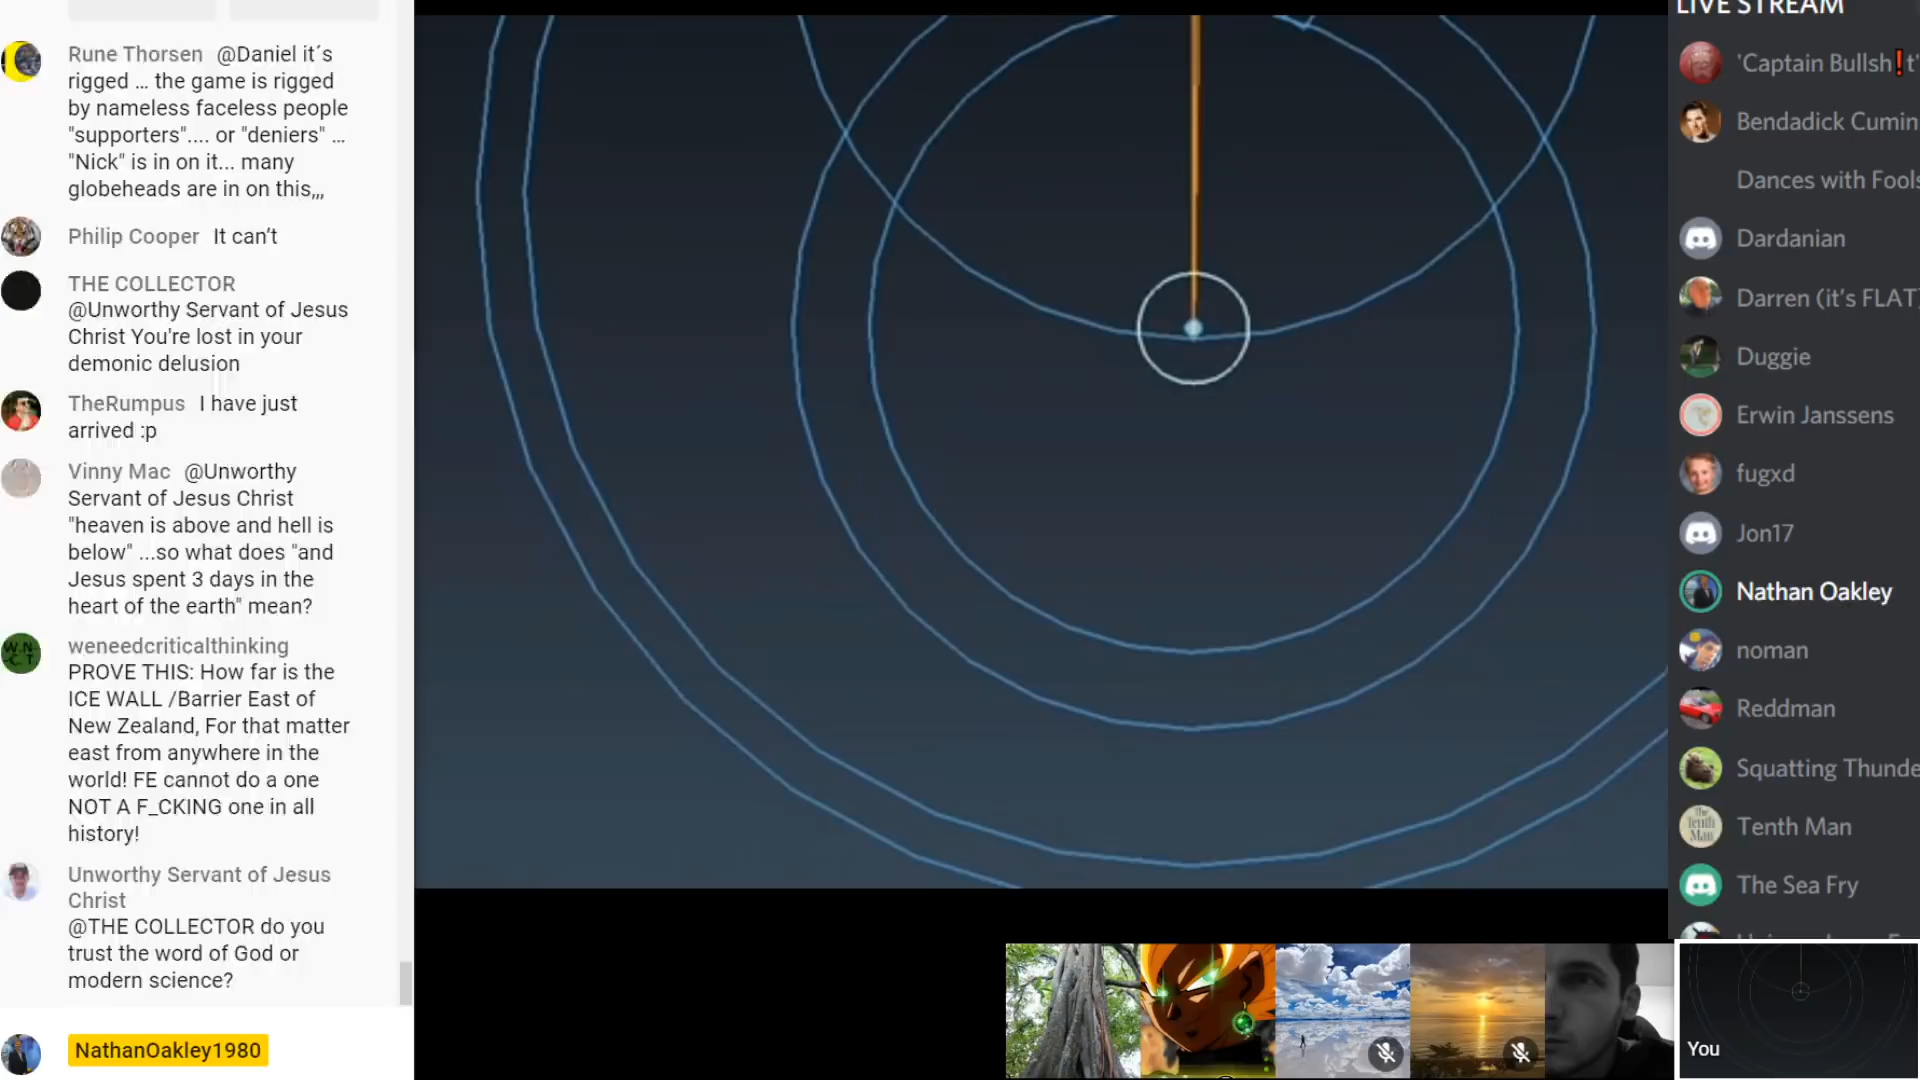 Rune Thorsen @Daniel it´s
rigged ... the game is rigged
by nameless faceless people
"supporters".... or "deniers" ...
"Nick" is in on it... many
globeheads are in on this,,,
Philip Cooper It can't
THE COLLECTOR
@Unworthy Servant of Jesus
Christ You're lost in your
demonic delusion
TheRumpus I have just
arrived :p
Vinny Mac @Unworthy
Servant of Jesus Christ
"heaven is above and hell is
below" ...so what does "and
Jesus spent 3 days in the
heart of the earth" mean?
weneedcriticalthinking
PROVE THIS: How far is the
ICE WALL /Barrier East of
New Zealand, For that matter
east from anywhere in the
world! FE cannot do a one
NOT A F_CKING one in all
history!
Unworthy Servant of Jesus
Christ
@THE COLLECTOR do you
trust the word of God or
modern science?
NathanOakley1980
LIVE STREAM
'Captain Bullsh❗t'
Bendadick Cumin
Dances with Fools
Dardanian
Darren (it's FLAT)
Duggie
Erwin Janssens
fugxd
Jon17
Nathan Oakley
noman
Reddman
Squatting Thunde
Tenth Man
The Sea Fry
You